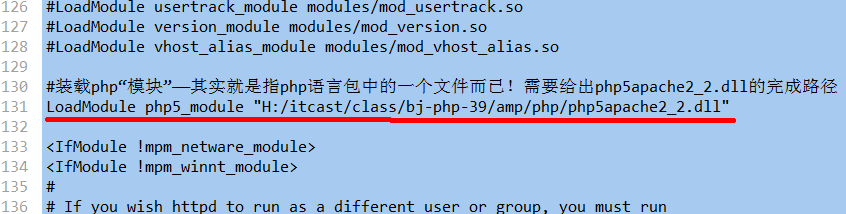 126 #LoadModule usertrack_module modules/mod_usertrack.so
127 #LoadModule version_module modules/mod_version.so
128 #LoadModule vhost_alias_module modules/mod_vhost_alias.so
129
130 #装载php“模块”—其实就是指php语言包中的一个文件而已！需要给出php5apache2_2.dll的完成路径
131 LoadModule php5_module "H:/itcast/class/bj-php-39/amp/php/php5apache2_2.dll"
132
133 <IfModule !mpm_netware_module>
134 <IfModule !mpm_winnt_module>
135 #
136 # If you wish httpd to run as a different user or group, you must run